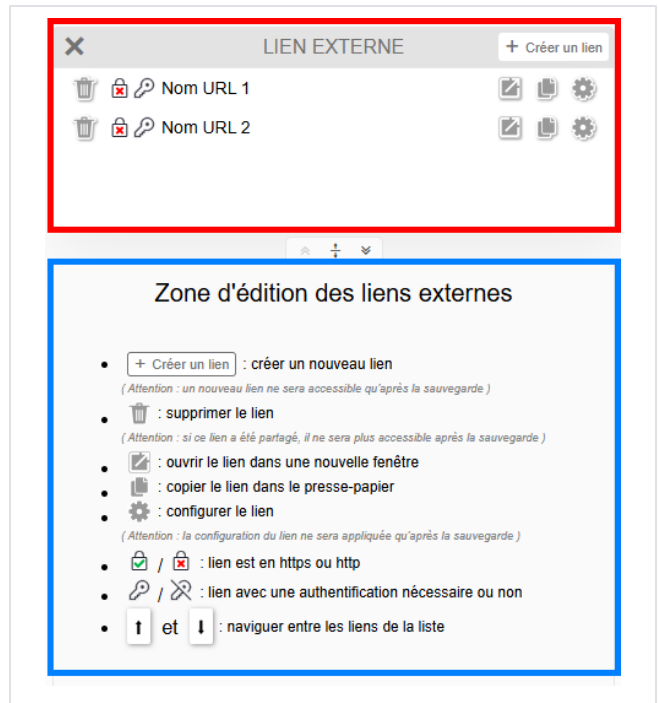 LIEN EXTERNE
+ Créer un lien
Nom URL 1
Nom URL 2
Zone d'édition des liens externes
+ Créer un lien : créer un nouveau lien
( Attention : un nouveau lien ne sera accessible qu'après la sauvegarde )
: supprimer le lien
( Attention : si ce lien a été partagé, il ne sera plus accessible après la sauvegarde )
: ouvrir le lien dans une nouvelle fenêtre
: copier le lien dans le presse-papier
: configurer le lien
( Attention : la configuration du lien ne sera appliquée qu'après la sauvegarde )
/ : lien est en https ou http
/ : lien avec une authentification nécessaire ou non
↑ et ↓ : naviguer entre les liens de la liste